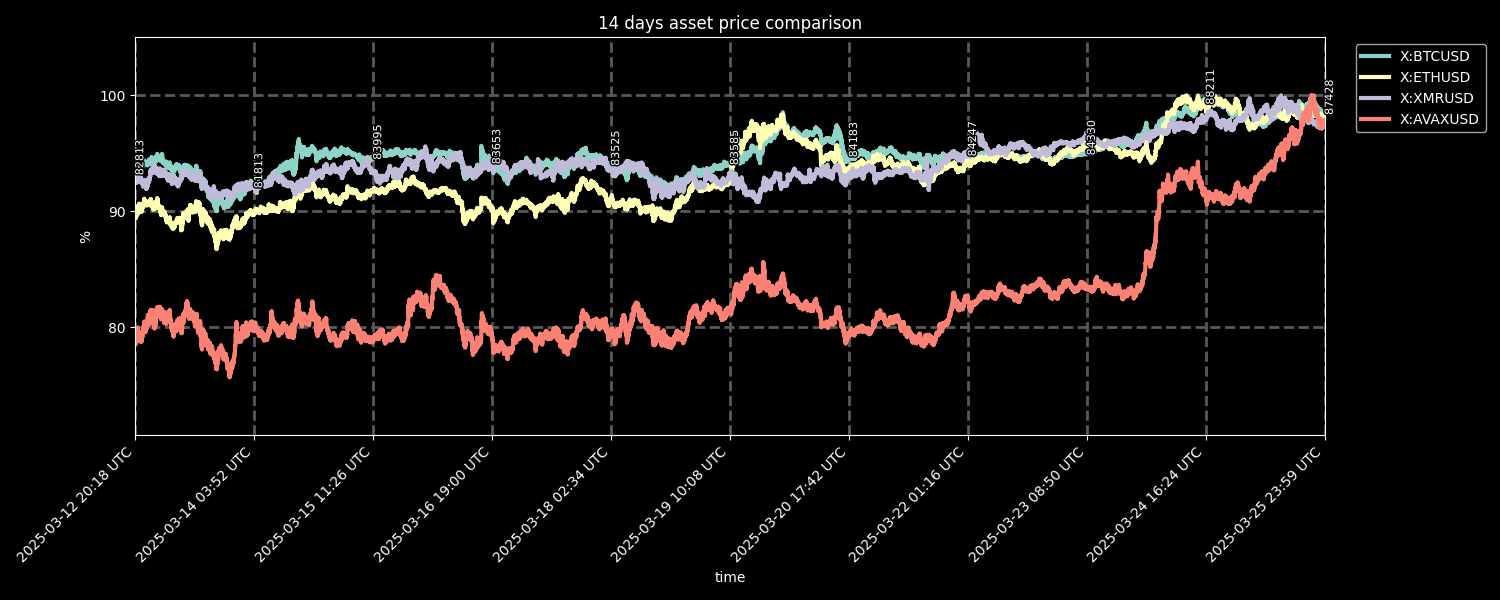 14 days asset price comparison
X:BTCUSD
X:ETHUSD
X:XMRUSD
X:AVAXUSD
100
90
80
%
82813
81813
83995
83653
83525
83585
84183
84247
84330
88211
87428
2025-03-12 20:18 UTC
2025-03-14 03:52 UTC
2025-03-15 11:26 UTC
2025-03-16 19:00 UTC
2025-03-18 02:34 UTC
2025-03-19 10:08 UTC
2025-03-20 17:42 UTC
2025-03-22 01:16 UTC
2025-03-23 08:50 UTC
2025-03-24 16:24 UTC
2025-03-25 23:59 UTC
time